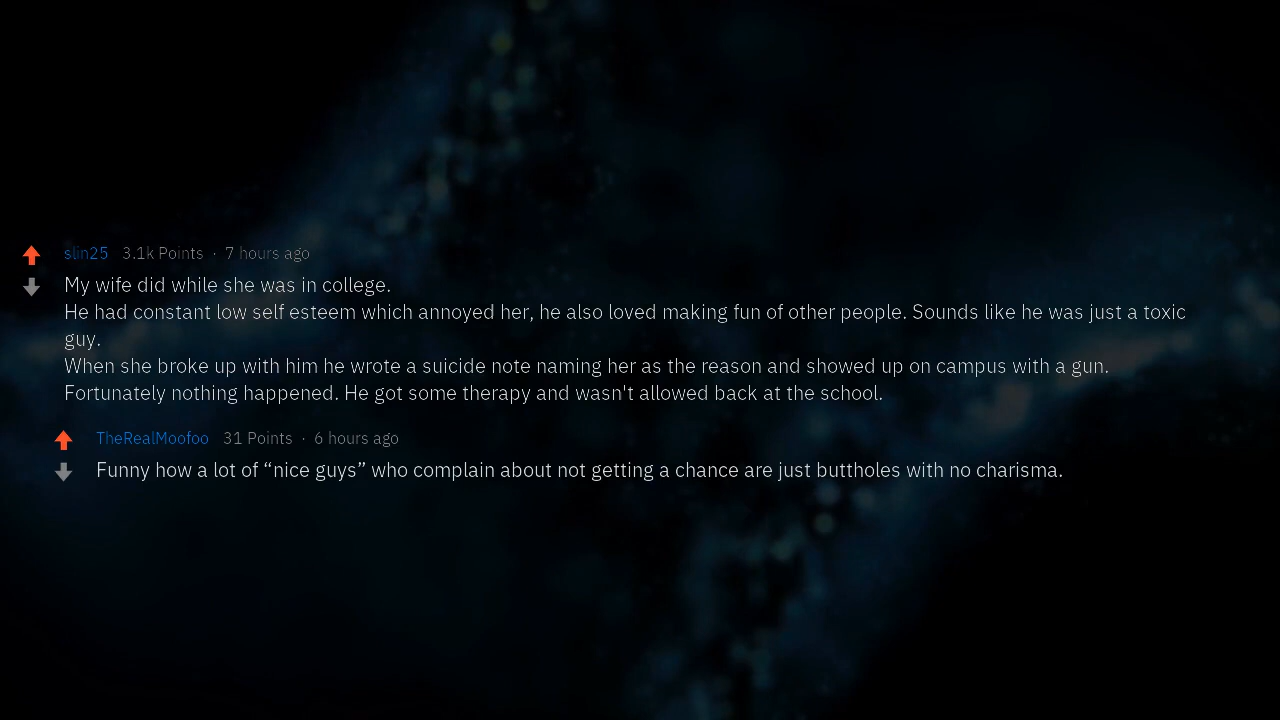 slin25 3.1k Points · 7 hours ago
My wife did while she was in college.
He had constant low self esteem which annoyed her, he also loved making fun of other people. Sounds like he was just a toxic
guy.
When she broke up with him he wrote a suicide note naming her as the reason and showed up on campus with a gun.
Fortunately nothing happened. He got some therapy and wasn't allowed back at the school.
TheRealMoofoo 31 Points · 6 hours ago
Funny how a lot of “nice guys” who complain about not getting a chance are just buttholes with no charisma.